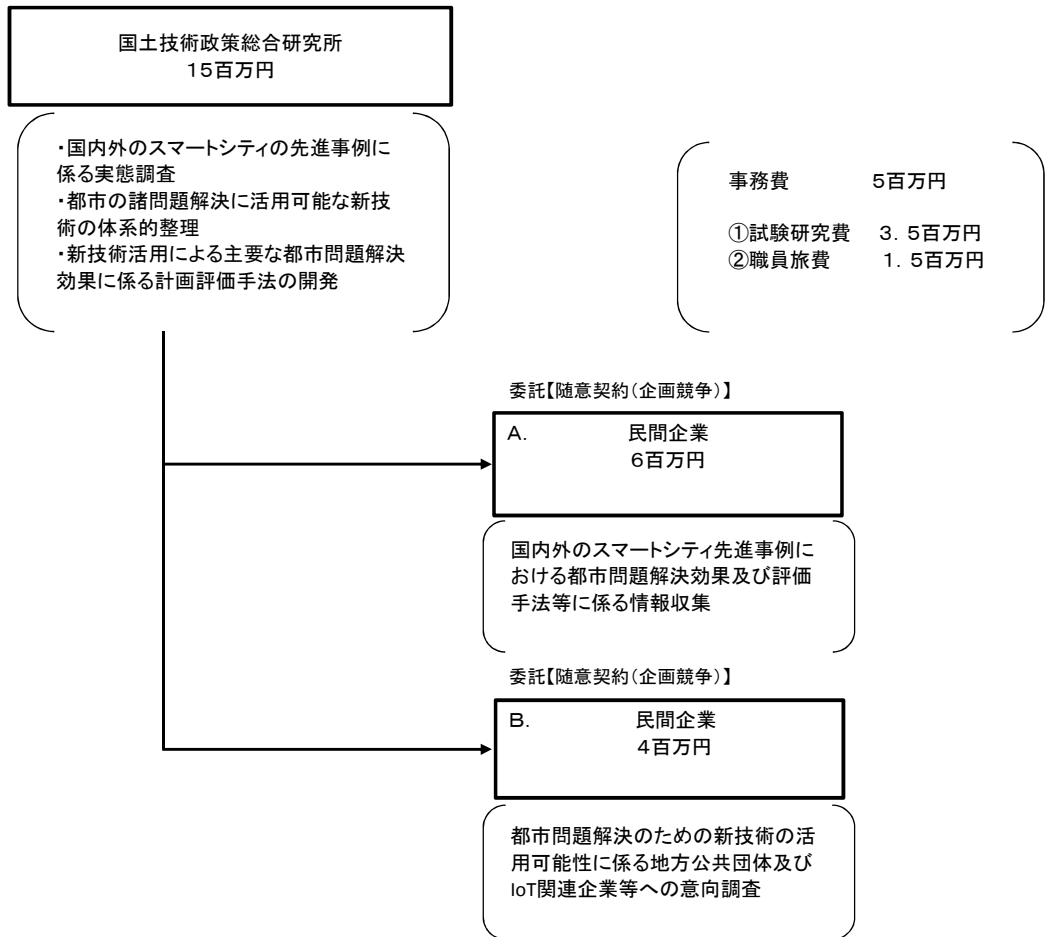 国土技術政策総合研究所
15百万円
・国内外のスマートシティの先進事例に
係る実態調査
・都市の諸問題解決に活用可能な新技
術の体系的整理
・新技術活用による主要な都市問題解決
効果に係る計画評価手法の開発
事務費 5百万円
①試験研究費 3．5百万円
②職員旅費 1．5百万円
委託【随意契約（企画競争）】
A. 民間企業
6百万円
国内外のスマートシティ先進事例に
おける都市問題解決効果及び評価
手法等に係る情報収集
委託【随意契約（企画競争）】
B. 民間企業
4百万円
都市問題解決のための新技術の活
用可能性に係る地方公共団体及び
IoT関連企業等への意向調査